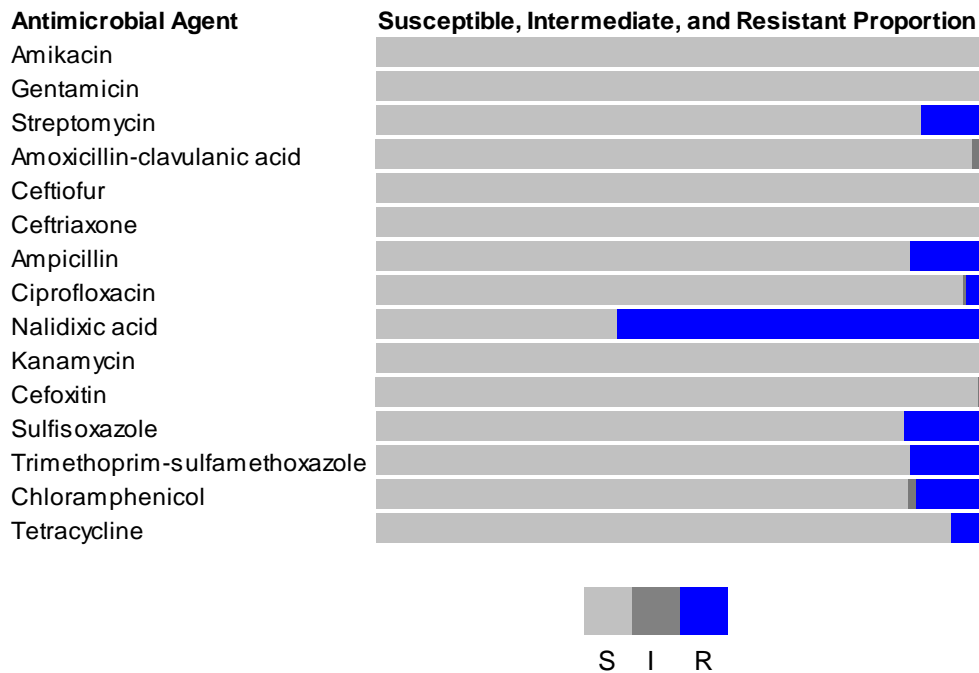 Antimicrobial Agent Susceptible, Intermediate, and Resistant Proportion
Amikacin
Gentamicin
Streptomycin
Amoxicillin-clavulanic acid
Ceftiofur
Ceftriaxone
Ampicillin
Ciprofloxacin
Nalidixic acid
Kanamycin
Cefoxitin
Sulfisoxazole
Trimethoprim-sulfamethoxazole
Chloramphenicol
Tetracycline
S I R